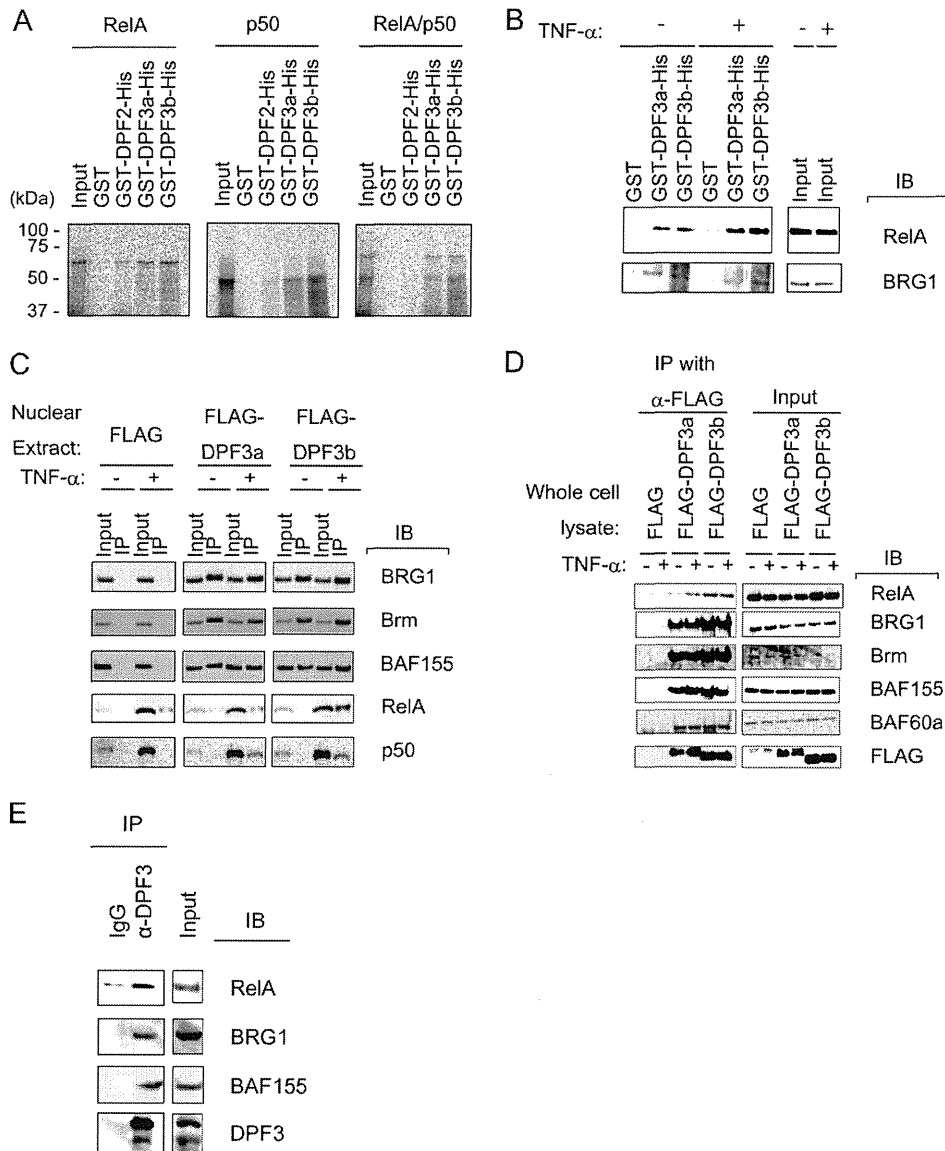 A
RelA
p50
RelA/p50
(kDa)
Input
GST
GST-DPF2-His
GST-DPF3a-His
GST-DPF3b-His
Input
GST
GST-DPF2-His
GST-DPF3a-His
GST-DPF3b-His
Input
GST
GST-DPF2-His
GST-DPF3a-His
GST-DPF3b-His
100 -
75 -
50 -
37 -
B
TNF-α: - + - +
GST
GST-DPF3a-His
GST-DPF3b-His
GST
GST-DPF3a-His
GST-DPF3b-His
Input
Input
IB
RelA
BRG1
C
Nuclear
Extract:
FLAG
FLAG-
DPF3a
FLAG-
DPF3b
TNF-α: - + - + - +
Input
IP
Input
IP
Input
IP
Input
IP
Input
IP
Input
IP
IB
BRG1
Brm
BAF155
RelA
p50
D
IP with
α-FLAG
Input
Whole cell
lysate:
FLAG
FLAG-DPF3a
FLAG-DPF3b
FLAG
FLAG-DPF3a
FLAG-DPF3b
TNF-α: - + - + - + - + - + - +
IB
RelA
BRG1
Brm
BAF155
BAF60a
FLAG
E
IP
IgG
α-DPF3
Input
IB
RelA
BRG1
BAF155
DPF3